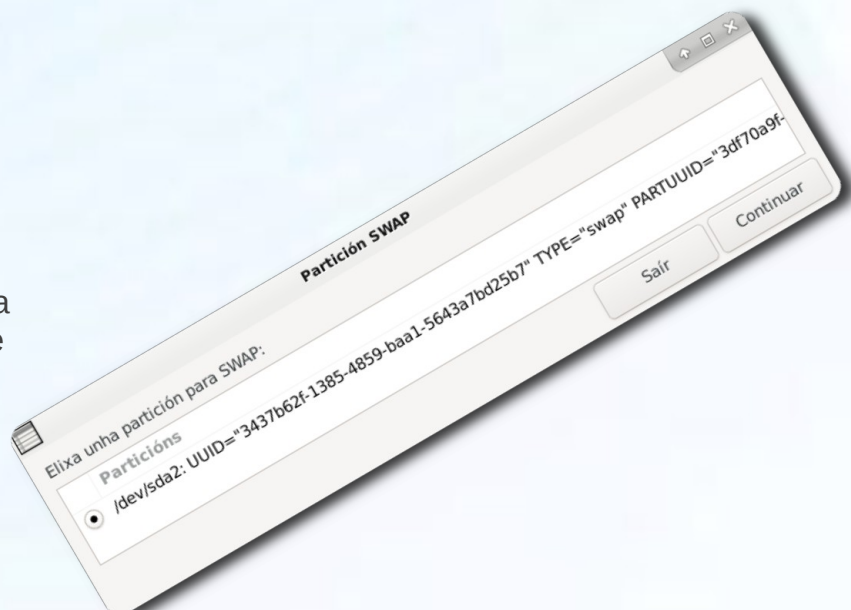 a
e
Partición SWAP
Elixa unha partición para SWAP:
Particións
/dev/sda2: UUID="3437b62f-1385-4859-baa1-5643a7bd25b7" TYPE="swap" PARTUUID="3df70a9f-
Saír
Continuar